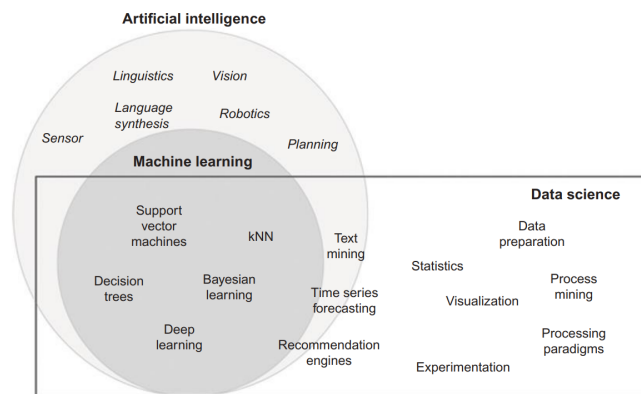 Artificial intelligence
Linguistics
Vision
Language
synthesis
Robotics
Sensor
Planning
Machine learning
Data science
Support
vector
machines
kNN
Text
mining
Data
preparation
Statistics
Decision
trees
Bayesian
learning
Time series
forecasting
Visualization
Process
mining
Deep
learning
Recommendation
engines
Processing
paradigms
Experimentation